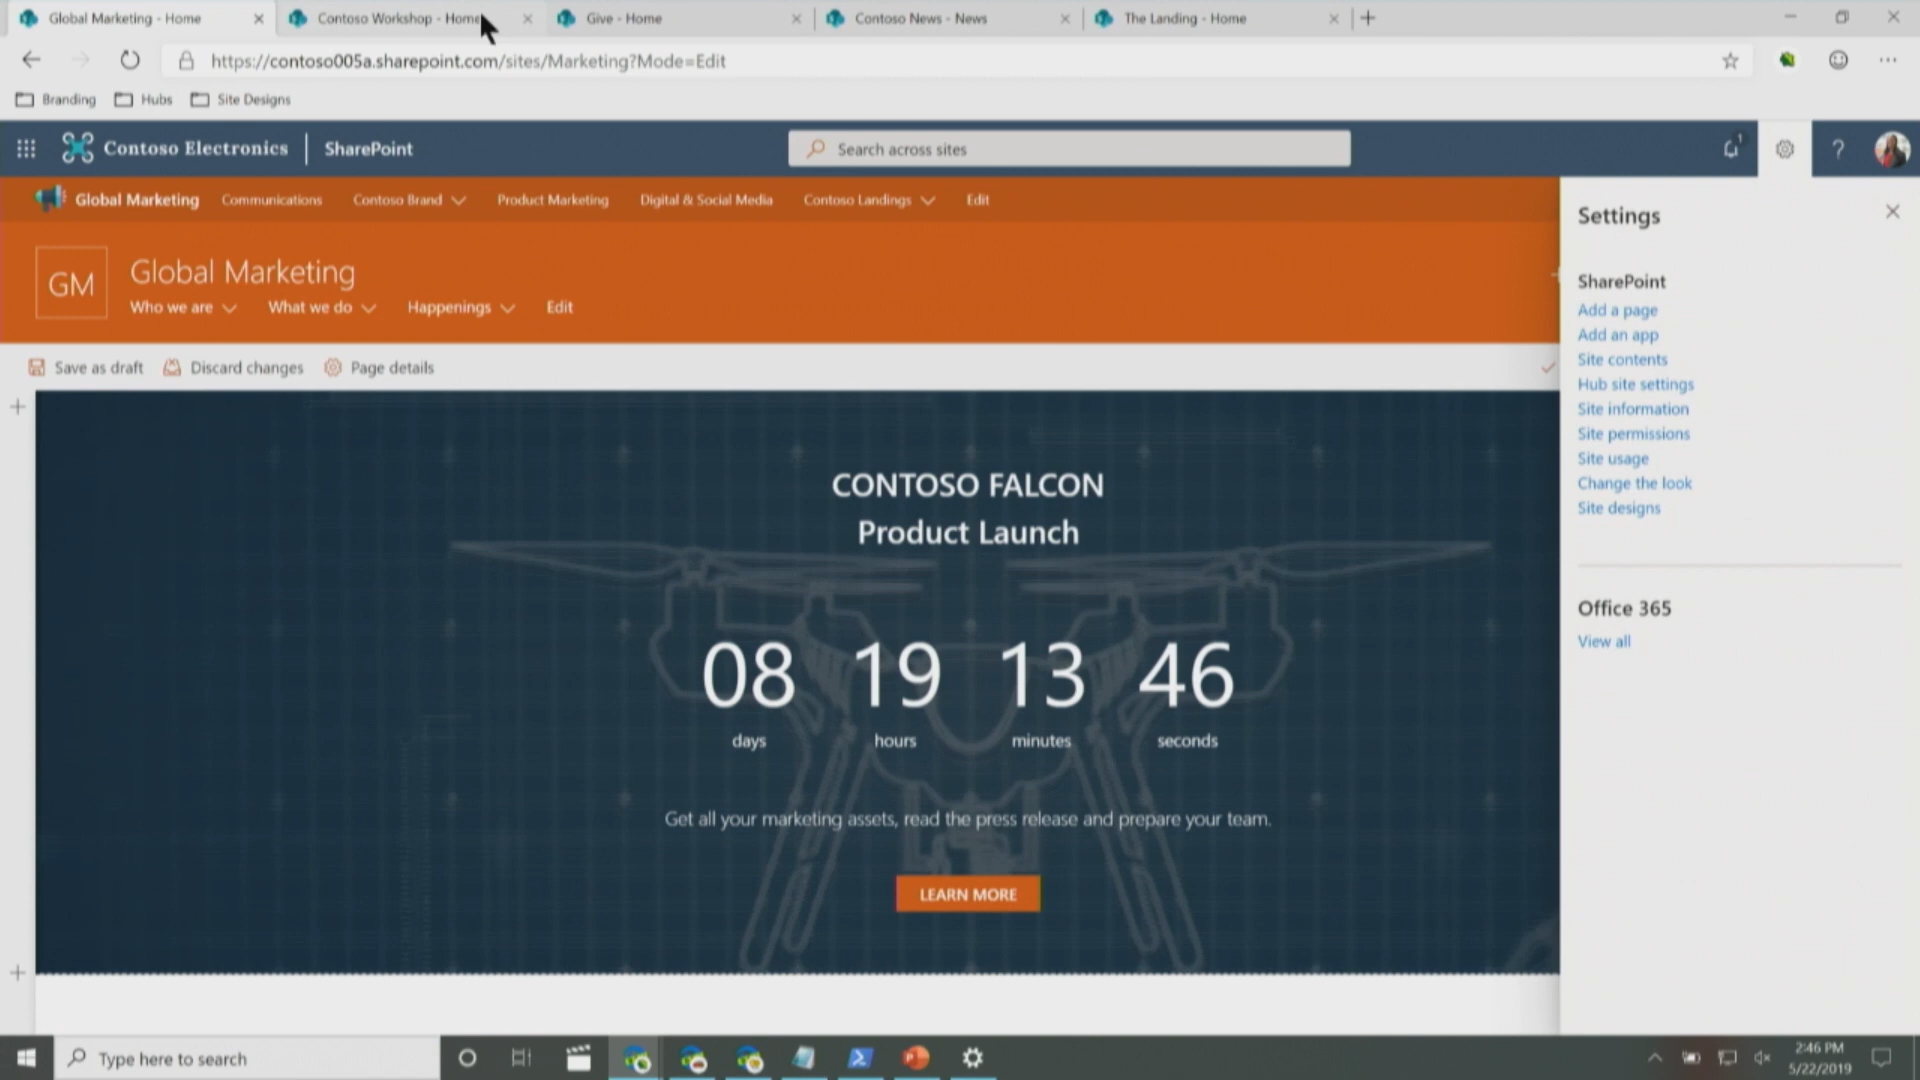 Global Marketing - Home
Contoso Workshop - Home
Give - Home
Contoso News - News
The Landing - Home
https://contoso005a.sharepoint.com/sites/Marketing?Mode=Edit
Branding
Hubs
Site Designs
Contoso Electronics
SharePoint
Search across sites
1
?
Global Marketing
Communications
Contoso Brand
Product Marketing
Digital & Social Media
Contoso Landings
Edit
GM
Global Marketing
Who we are
What we do
Happenings
Edit
Save as draft
Discard changes
Page details
CONTOSO FALCON
Product Launch
08 19 13 46
days hours minutes seconds
Get all your marketing assets, read the press release and prepare your team.
LEARN MORE
Settings
SharePoint
Add a page
Add an app
Site contents
Hub site settings
Site information
Site permissions
Site usage
Change the look
Site designs
Office 365
View all
Type here to search
2:46 PM
5/22/2019